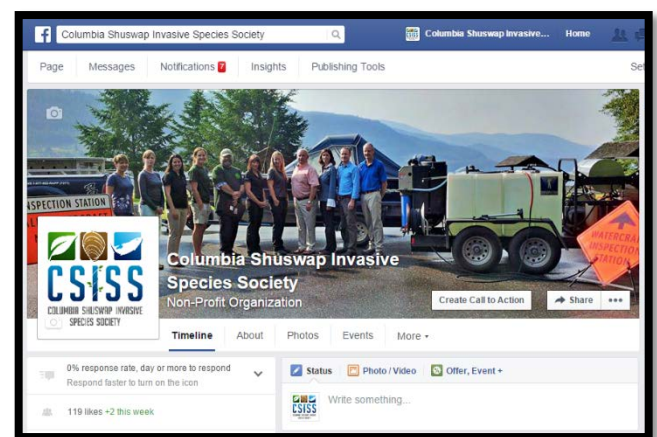 Columbia Shuswap Invasive Species Society
Columbia Shuswap Invasive...
Home
Page Messages Notifications 7 Insights Publishing Tools
INSPECTION STATION
WATERCRAFT
INSPECTION
STATION
CSISS
COLUMBIA SHUSWAP INVASIVE
SPECIES SOCIETY
Columbia Shuswap Invasive
Species Society
Non-Profit Organization
Create Call to Action
Share
Timeline About Photos Events More
0% response rate, day or more to respond
Respond faster to turn on the icon
119 likes +2 this week
Status Photo / Video Offer, Event +
CSISS
Write something...